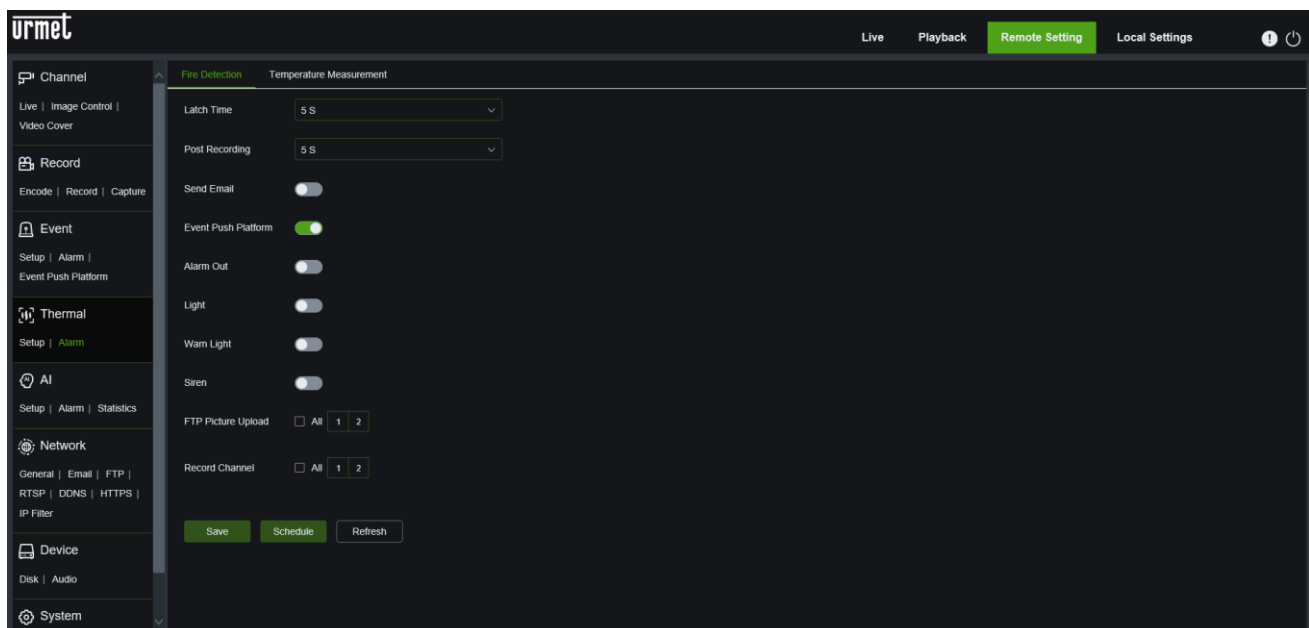 urmet
Live Playback Remote Setting Local Settings
Channel
Live | Image Control |
Video Cover
Record
Encode | Record | Capture
Event
Setup | Alarm |
Event Push Platform
Thermal
Setup | Alarm
AI
Setup | Alarm | Statistics
Network
General | Email | FTP |
RTSP | DDNS | HTTPS |
IP Filter
Device
Disk | Audio
System
Fire Detection Temperature Measurement
Latch Time 5 S
Post Recording 5 S
Send Email
Event Push Platform
Alarm Out
Light
Warn Light
Siren
FTP Picture Upload All 1 2
Record Channel All 1 2
Save Schedule Refresh